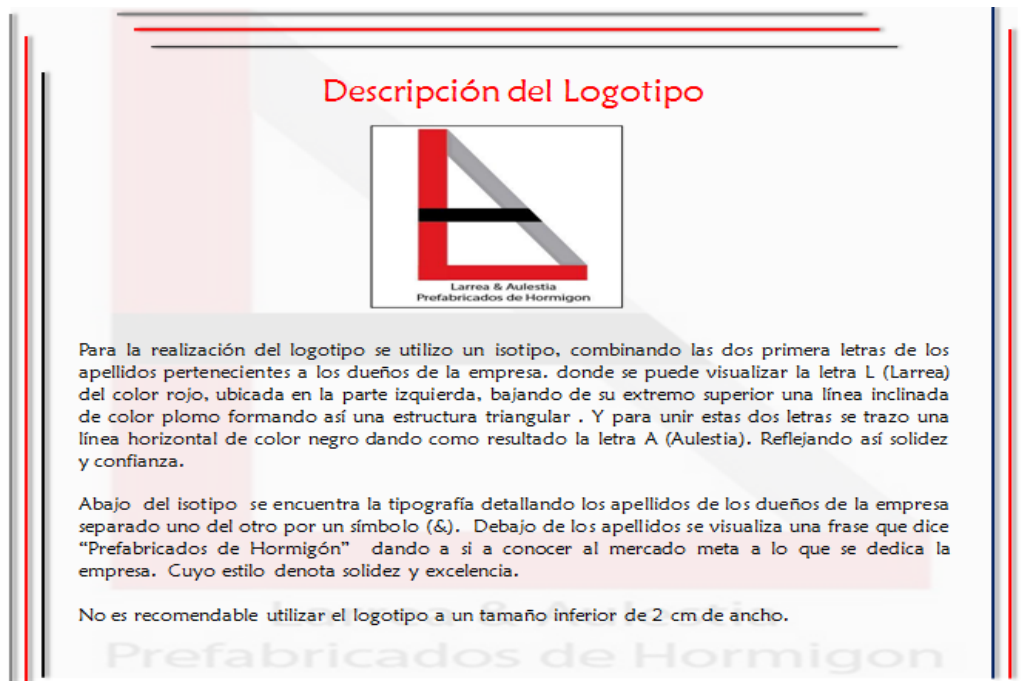 Descripción del Logotipo
Larrea & Aulestia
Prefabricados de Hormigon
Para la realización del logotipo se utilizo un isotipo, combinando las dos primera letras de los
apellidos pertenecientes a los dueños de la empresa. donde se puede visualizar la letra L (Larrea)
del color rojo, ubicada en la parte izquierda, bajando de su extremo superior una línea inclinada
de color plomo formando así una estructura triangular . Y para unir estas dos letras se trazo una
línea horizontal de color negro dando como resultado la letra A (Aulestia). Reflejando así solidez
y confianza.
Abajo del isotipo se encuentra la tipografía detallando los apellidos de los dueños de la empresa
separado uno del otro por un símbolo (&). Debajo de los apellidos se visualiza una frase que dice
“Prefabricados de Hormigón” dando a si a conocer al mercado meta a lo que se dedica la
empresa. Cuyo estilo denota solidez y excelencia.
No es recomendable utilizar el logotipo a un tamaño inferior de 2 cm de ancho.
Larrea & Aulestia
Prefabricados de Hormigon